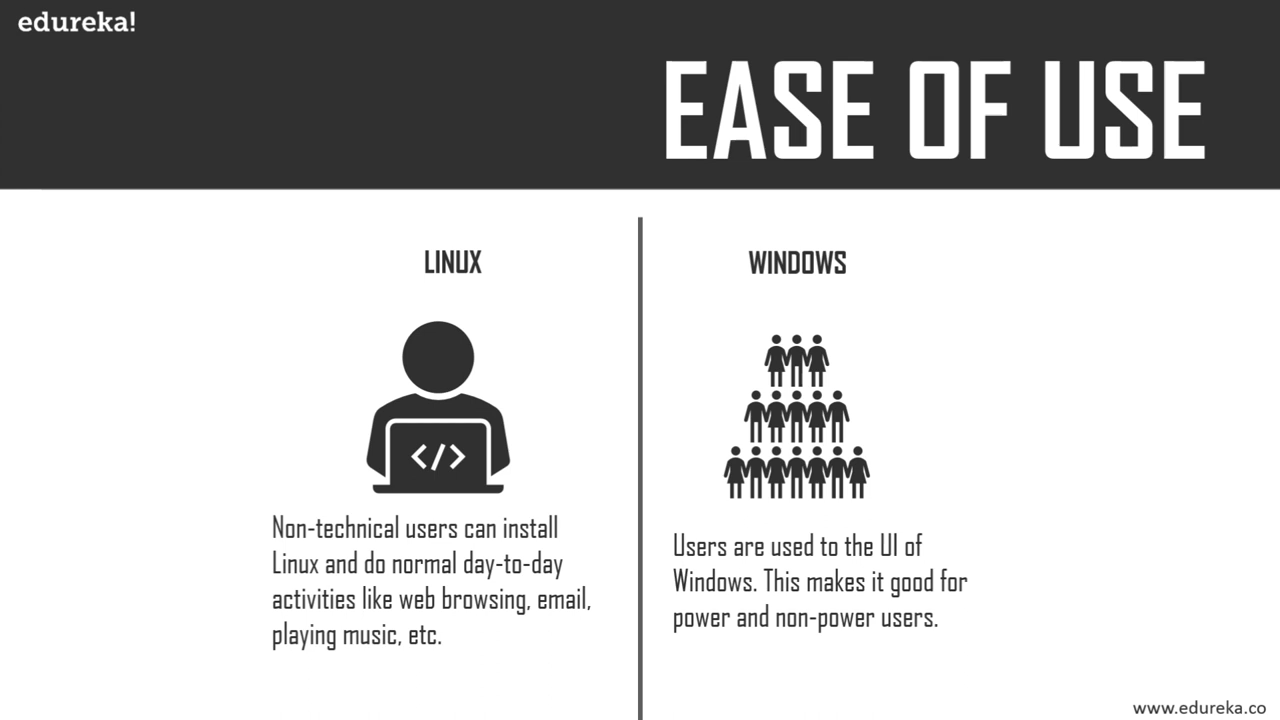 edureka!
EASE OF USE
LINUX
</>
Non-technical users can install
Linux and do normal day-to-day
activities like web browsing, email,
playing music, etc.
WINDOWS
Users are used to the UI of
Windows. This makes it good for
power and non-power users.
www.edureka.co